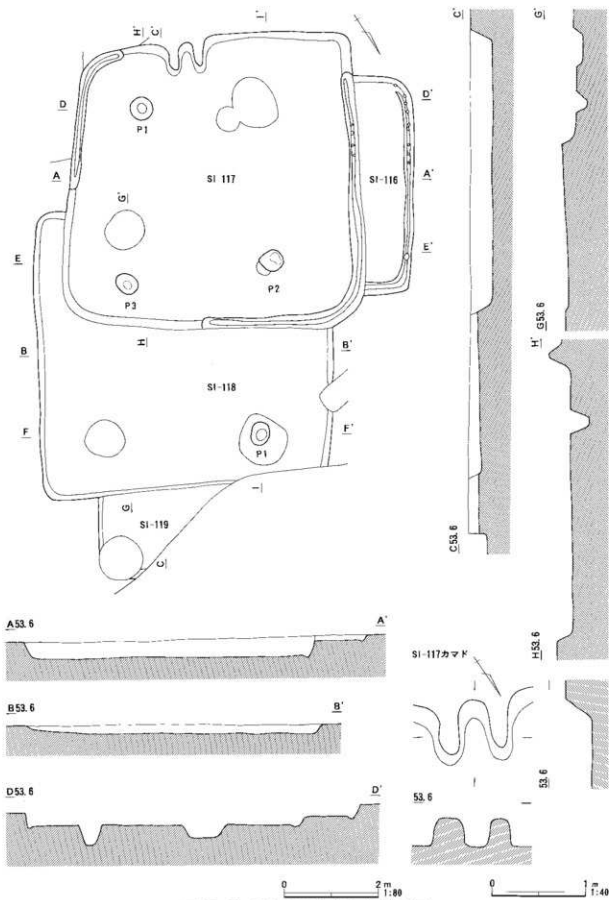 H' C' I'
D
P1
D'
SI 117
A
SI-116
A'
G'
E
E'
P3
P2
H
B
B'
SI-118
F
F'
P1
I
G
SI-119
C
C'
C53.6
G'
G53.6
H'
H53.6
A53.6
A'
B53.6
B'
D53.6
D'
SI-117カマド
53.6
53.6
0 2m
1:80
0 1m
1:40